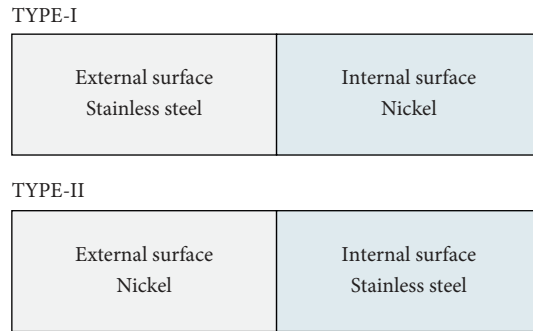 TYPE-I
External surface
Stainless steel
Internal surface
Nickel
TYPE-II
External surface
Nickel
Internal surface
Stainless steel